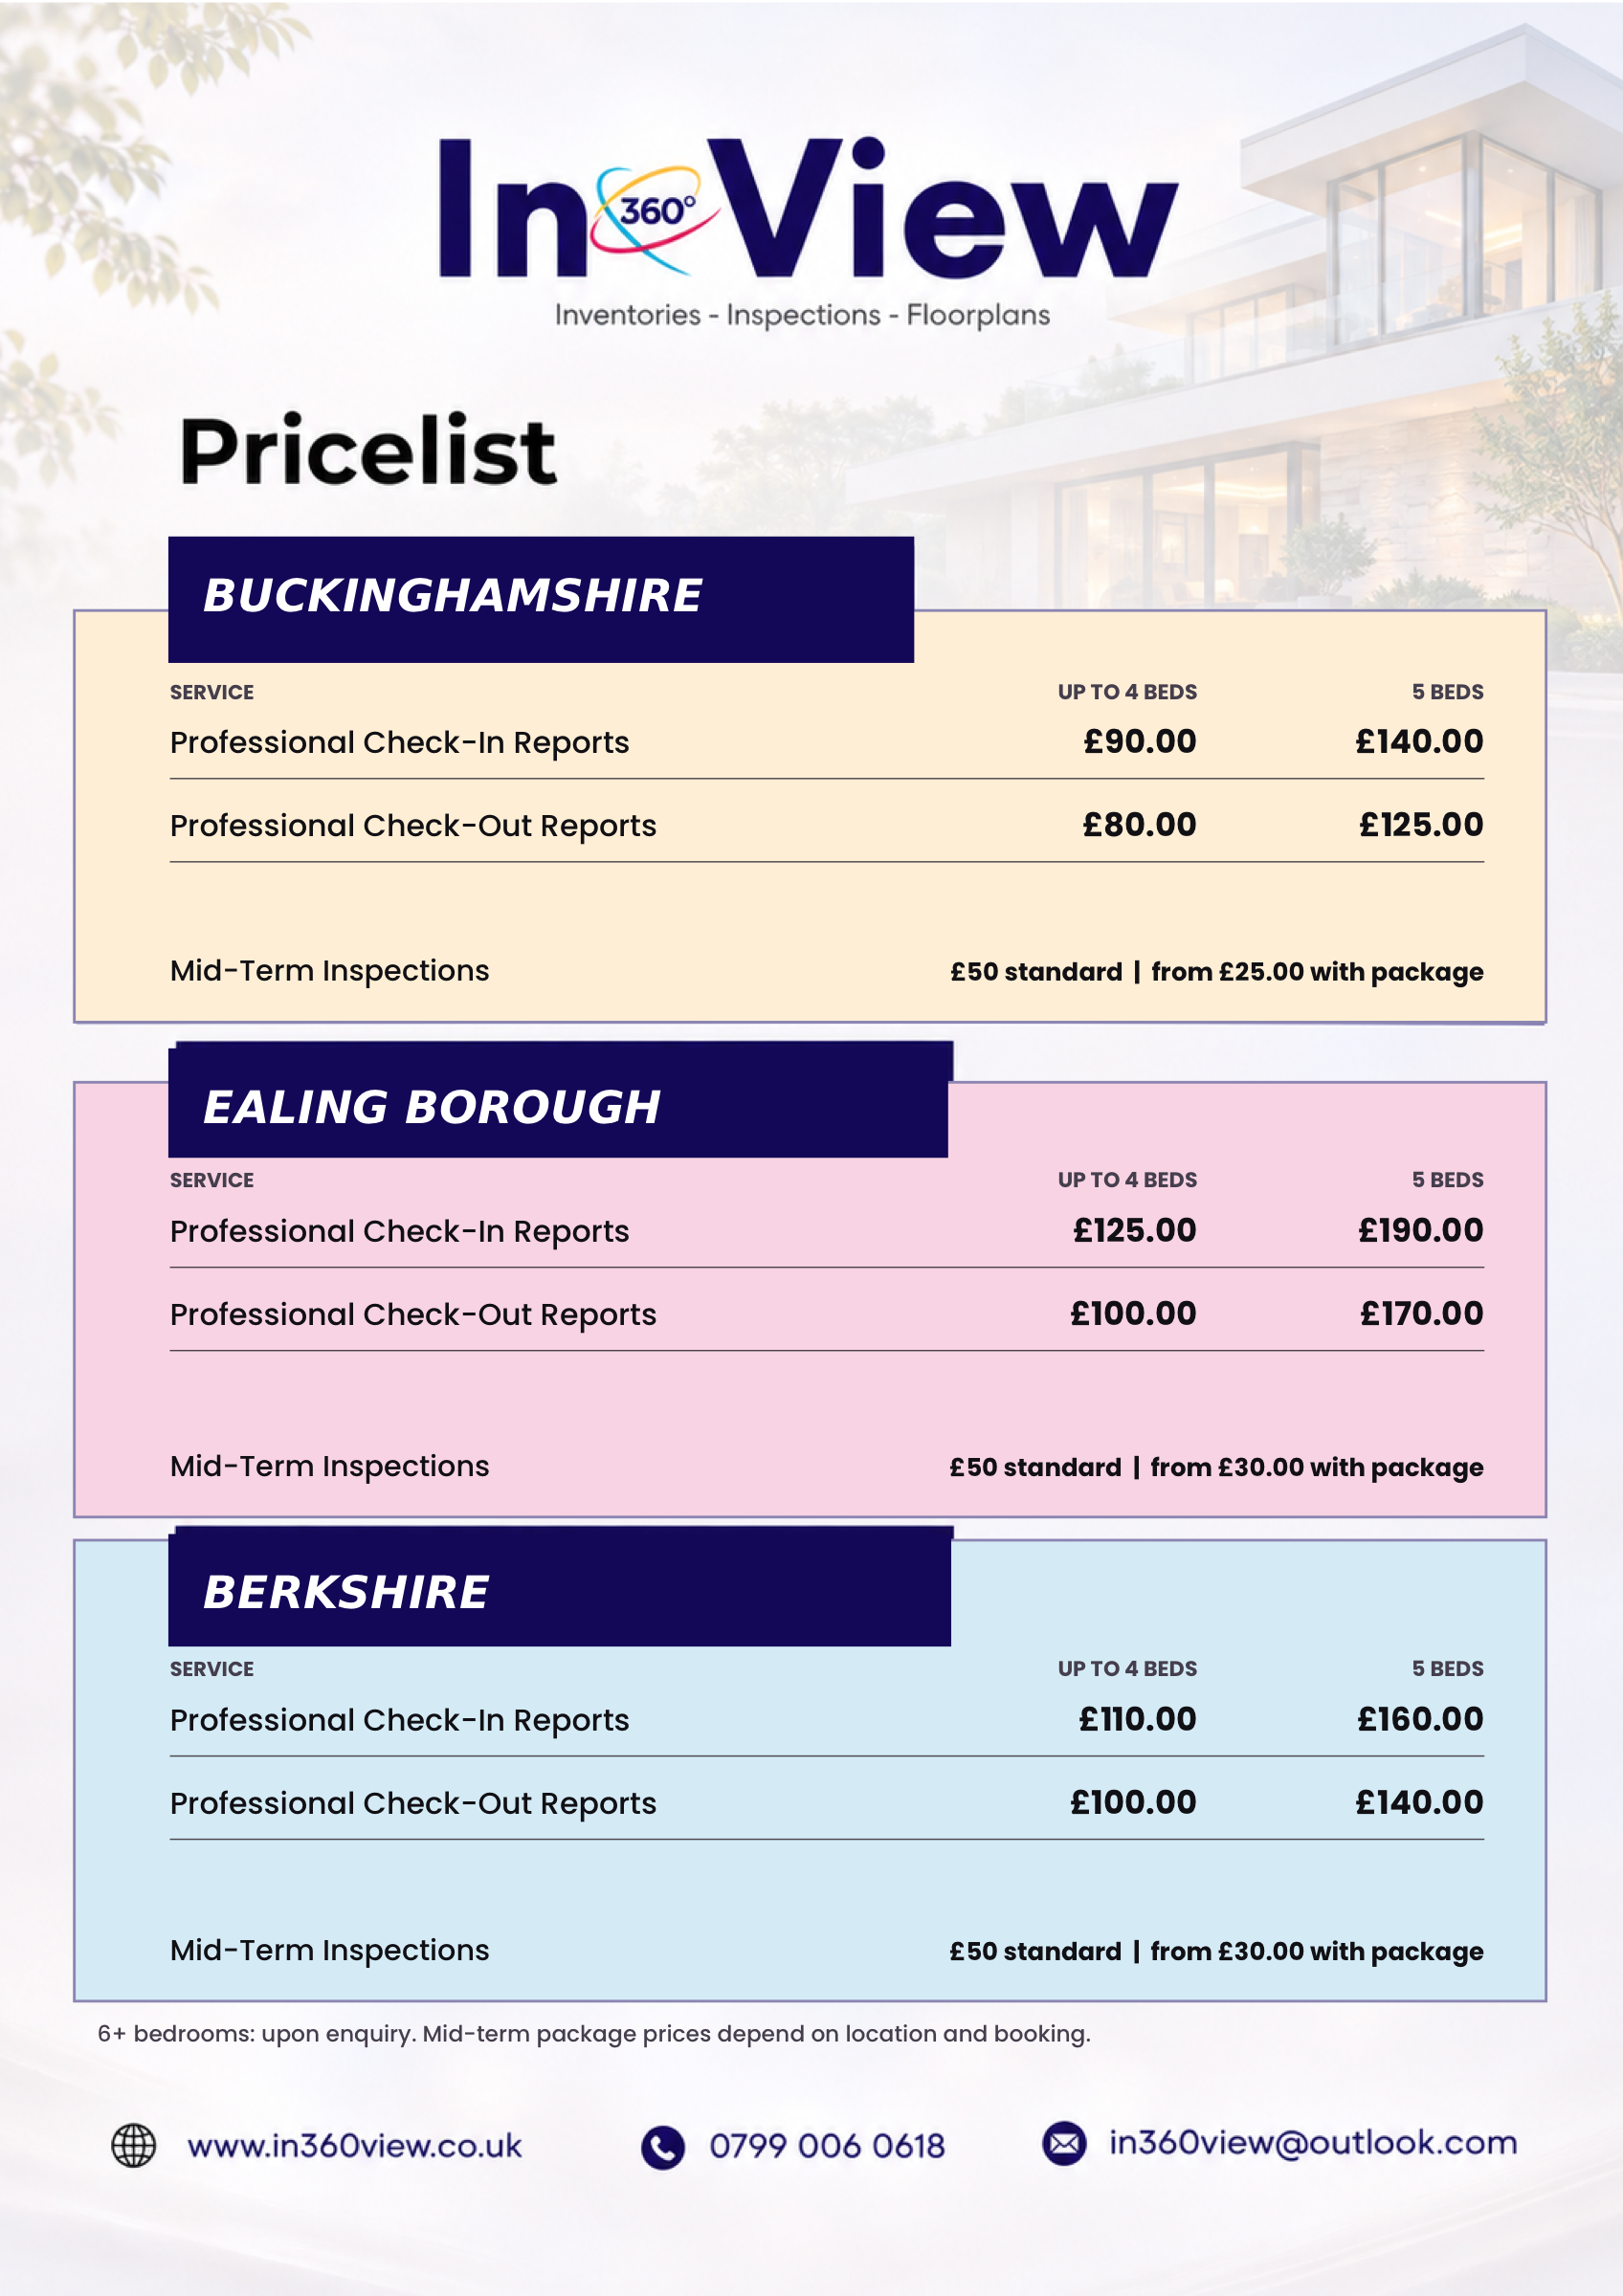 In 360° View
Inventories - Inspections - Floorplans
Pricelist
BUCKINGHAMSHIRE
SERVICE UP TO 4 BEDS 5 BEDS
Professional Check-In Reports £90.00 £140.00
Professional Check-Out Reports £80.00 £125.00
Mid-Term Inspections £50 standard | from £25.00 with package
EALING BOROUGH
SERVICE UP TO 4 BEDS 5 BEDS
Professional Check-In Reports £125.00 £190.00
Professional Check-Out Reports £100.00 £170.00
Mid-Term Inspections £50 standard | from £30.00 with package
BERKSHIRE
SERVICE UP TO 4 BEDS 5 BEDS
Professional Check-In Reports £110.00 £160.00
Professional Check-Out Reports £100.00 £140.00
Mid-Term Inspections £50 standard | from £30.00 with package
6+ bedrooms: upon enquiry. Mid-term package prices depend on location and booking.
www.in360view.co.uk 0799 006 0618 in360view@outlook.com